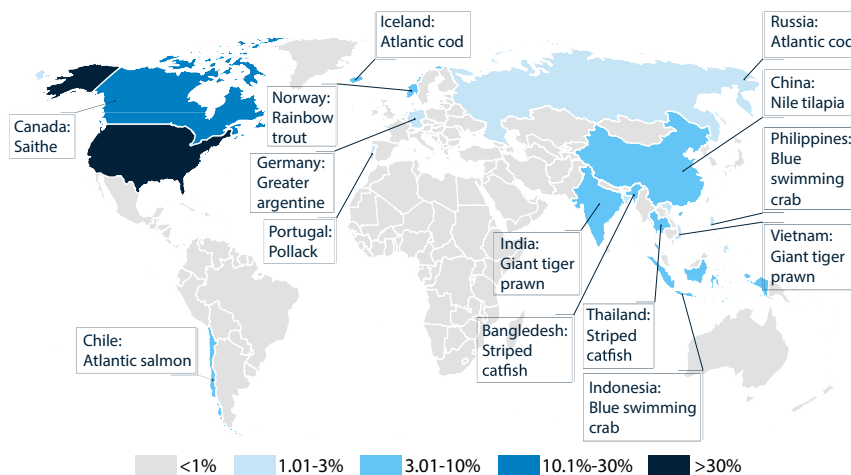 Iceland:
Atlantic cod
Russia:
Atlantic cod
Norway:
Rainbow
trout
China:
Nile tilapia
Canada:
Saithe
Philippines:
Blue
swimming
crab
Germany:
Greater
argentine
Portugal:
Pollack
India:
Giant tiger
prawn
Vietnam:
Giant tiger
prawn
Bangledesh:
Striped
catfish
Thailand:
Striped
catfish
Chile:
Atlantic salmon
Indonesia:
Blue swimming
crab
<1% 1.01-3% 3.01-10% 10.1%-30% >30%